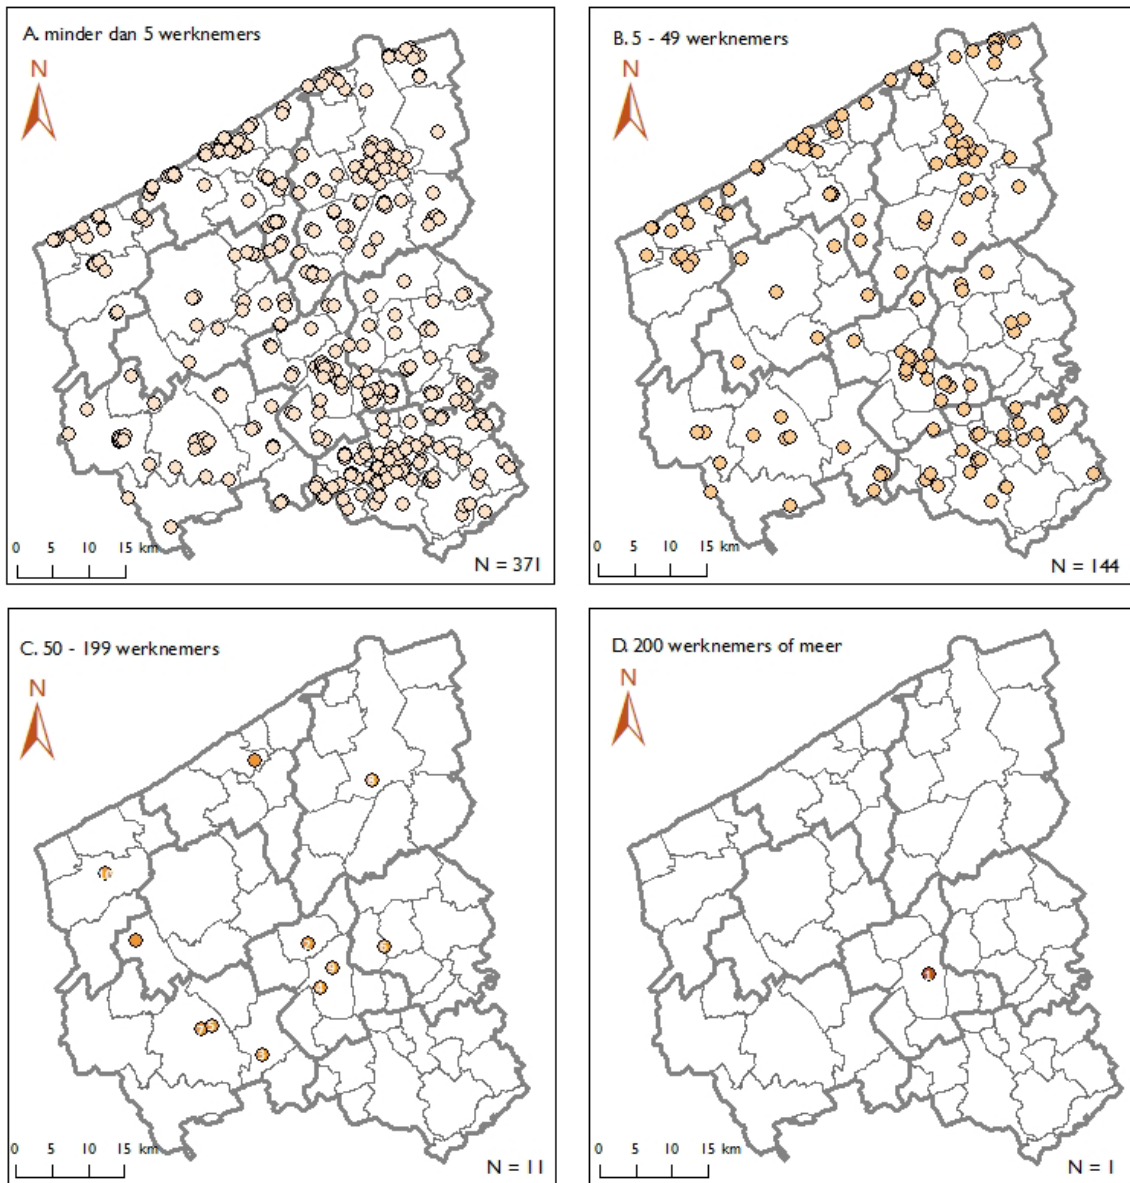 A. minder dan 5 werknemers
N
0 5 10 15 km
N = 371
B. 5 - 49 werknemers
N
0 5 10 15 km
N = 144
C. 50 - 199 werknemers
N
0 5 10 15 km
N = 11
D. 200 werknemers of meer
N
1
0 5 10 15 km
N = 1